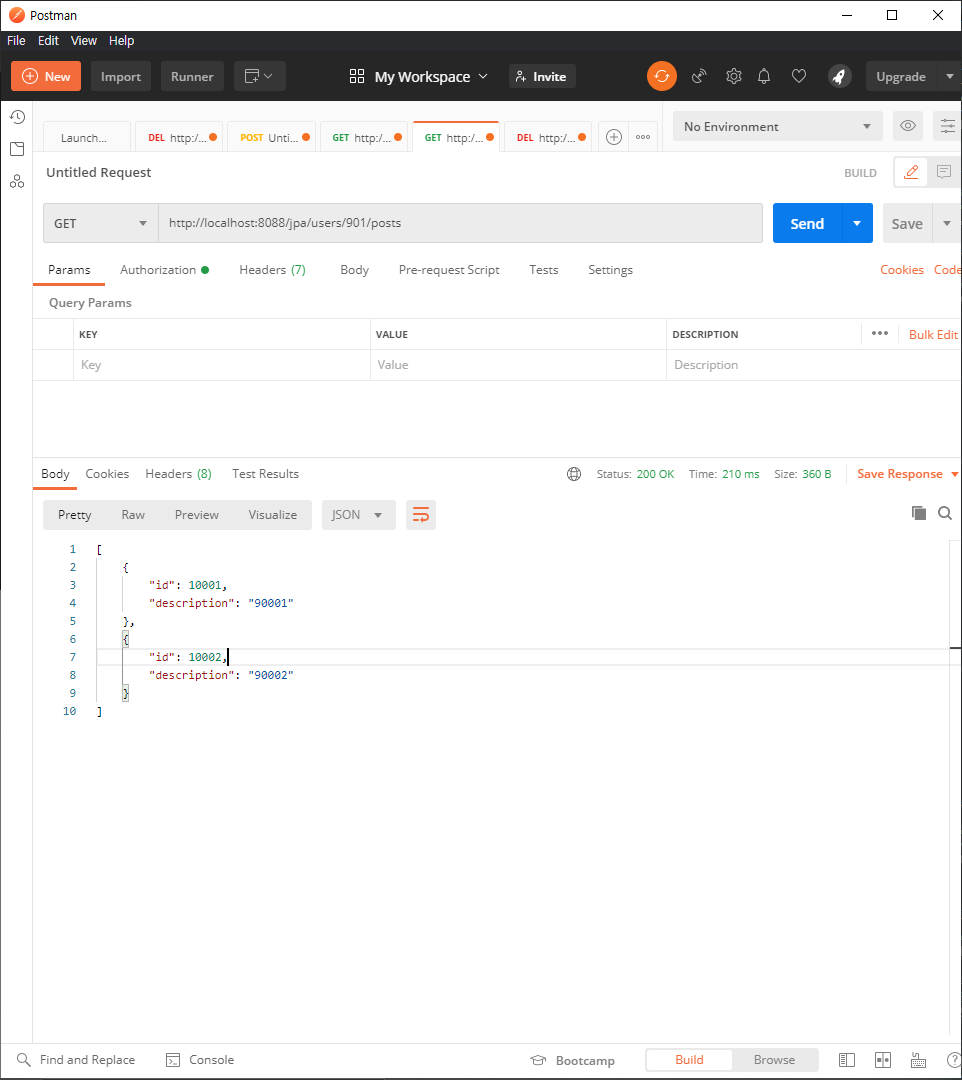 Postman
File Edit View Help
New Import Runner My Workspace Invite Upgrade
Launch... DEL http:/... POST Unti... GET http:/... GET http:/... DEL http:/... No Environment
Untitled Request BUILD
GET http://localhost:8088/jpa/users/901/posts Send Save
Params Authorization Headers (7) Body Pre-request Script Tests Settings Cookies Code
Query Params
KEY VALUE DESCRIPTION Bulk Edit
Key Value Description
Body Cookies Headers (8) Test Results Status: 200 OK Time: 210 ms Size: 360 B Save Response
Pretty Raw Preview Visualize JSON
1 [
2 {
3 "id": 10001,
4 "description": "90001"
5 },
6 {
7 "id": 10002,
8 "description": "90002"
9 }
10 ]
Find and Replace Console Bootcamp Build Browse